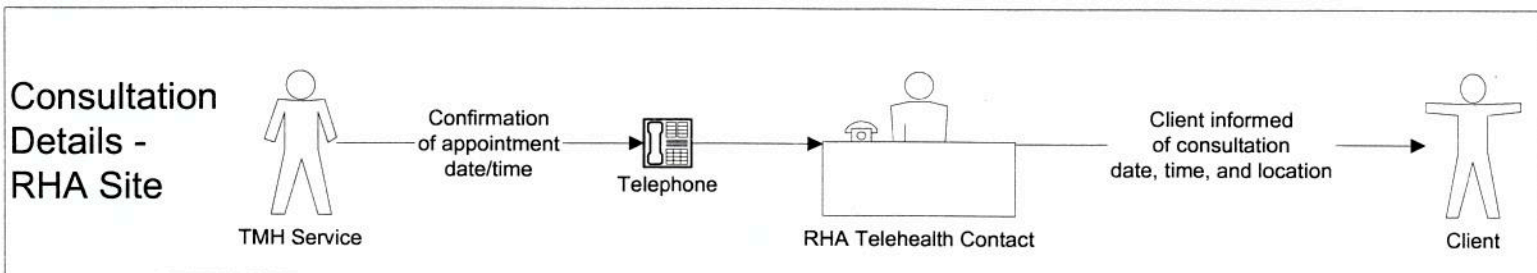 Consultation
Details -
RHA Site
Confirmation
of appointment
date/time
TMH Service
Telephone
RHA Telehealth Contact
Client informed
of consultation
date, time, and location
Client